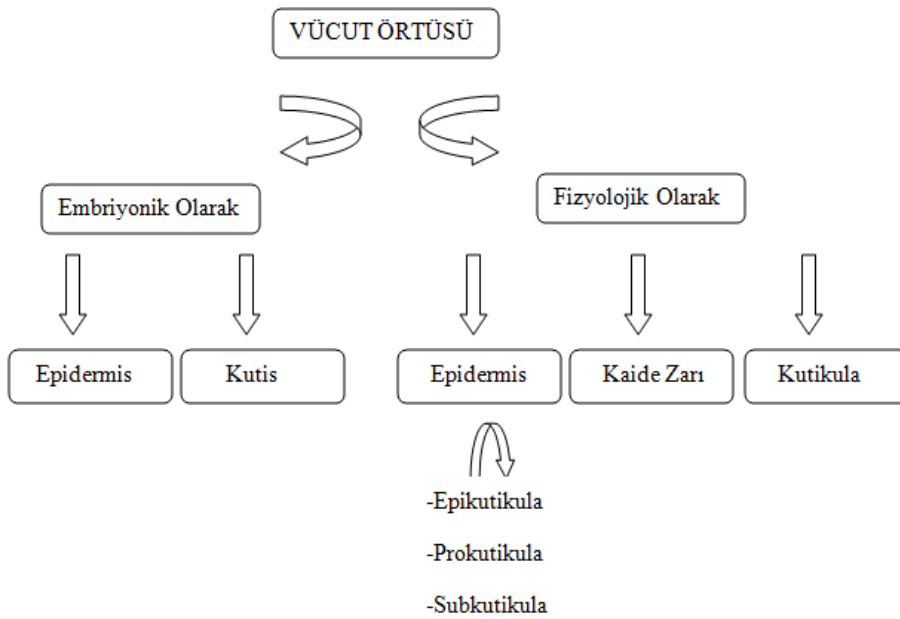 VÜCUT ÖRTÜSÜ
Embriyonik Olarak
Fizyolojik Olarak
Epidermis
Kutis
Epidermis
Kaide Zarı
Kutikula
-Epikutikula
-Prokutikula
-Subkutikula